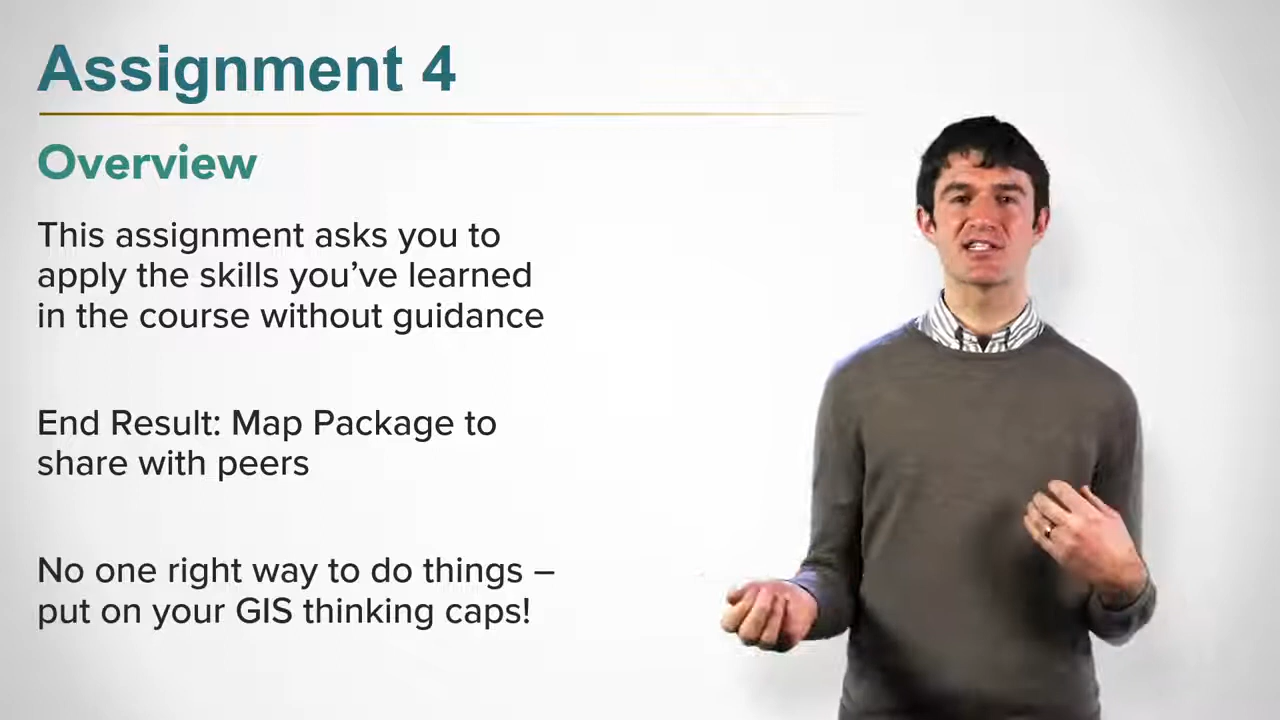 Assignment 4
Overview
This assignment asks you to
apply the skills you’ve learned
in the course without guidance
End Result: Map Package to
share with peers
No one right way to do things –
put on your GIS thinking caps!